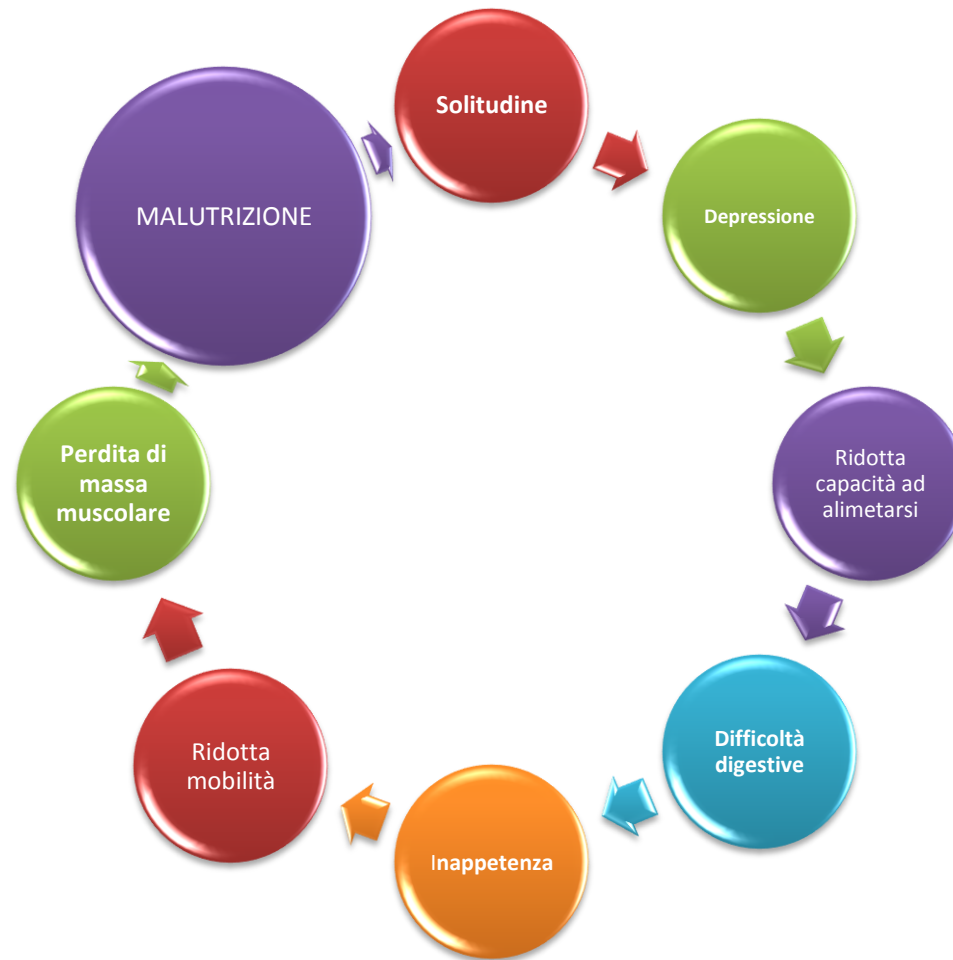 Solitudine
MALUTRIZIONE
Depressione
Ridotta
capacità ad
alimetarsi
Perdita di
massa
muscolare
Difficoltà
digestive
Ridotta
mobilità
Inappetenza